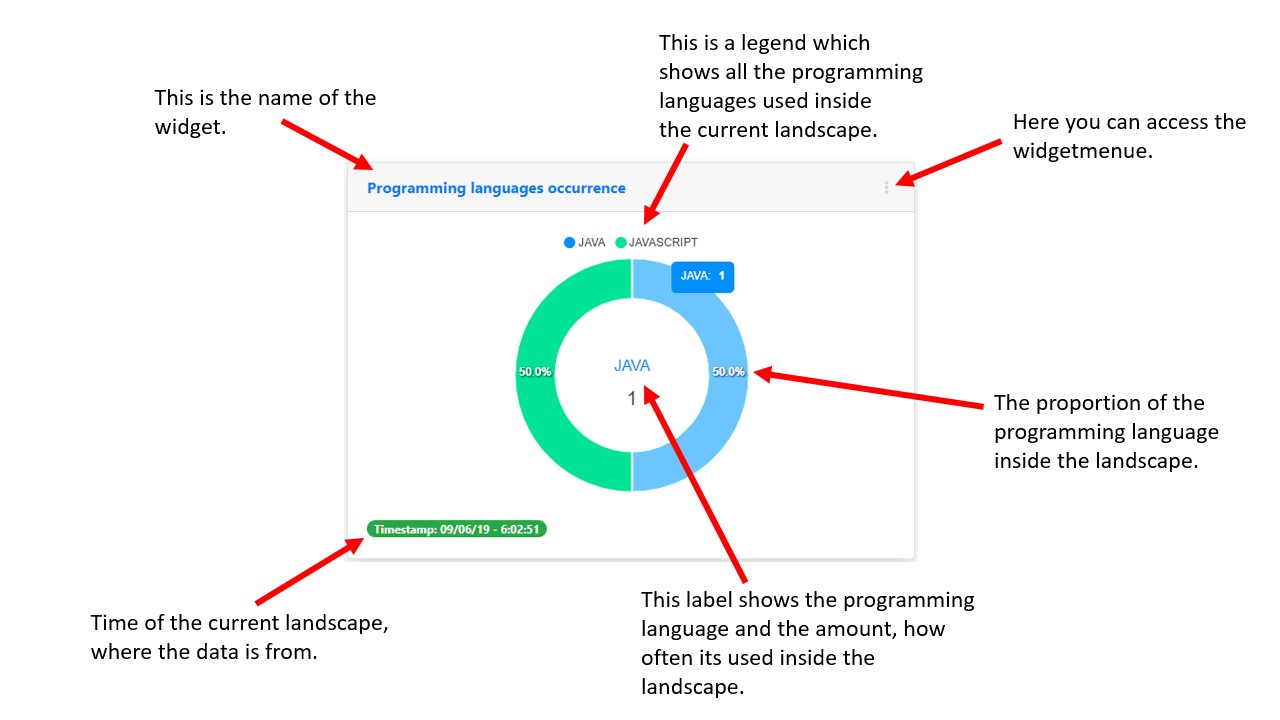 This is a legend which
shows all the programming
languages used inside
the current landscape.
This is the name of the
widget.
Here you can access the
widgetmenue.
Programming languages occurrence
JAVA JAVASCRIPT
JAVA: 1
50.0%
JAVA
1
50.0%
The proportion of the
programming language
inside the landscape.
Timestamp: 09/06/19 - 6:02:51
Time of the current landscape,
where the data is from.
This label shows the programming
language and the amount, how
often its used inside the
landscape.